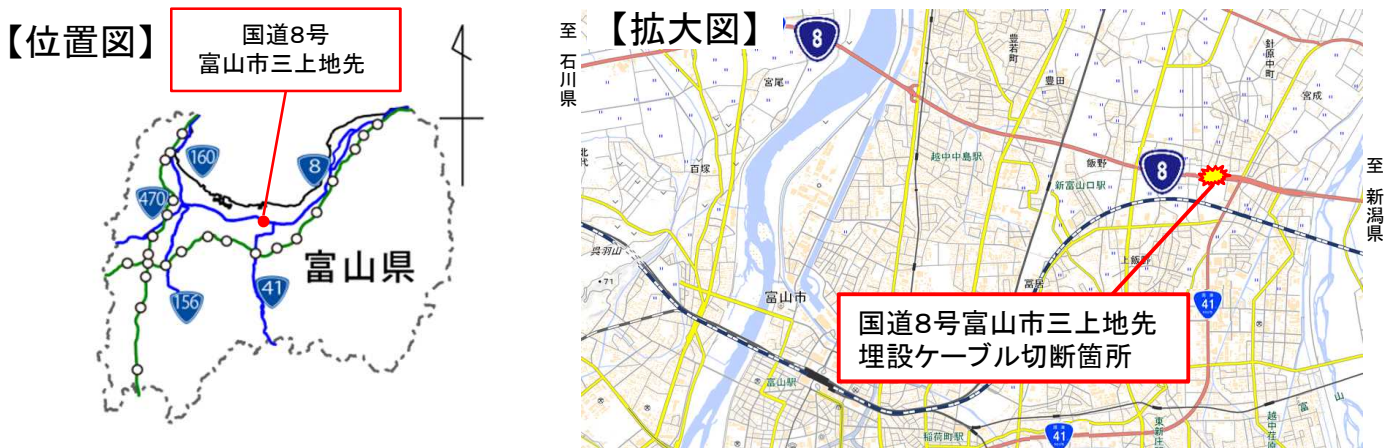 【位置図】
国道8号
富山市三上地先
160
8
470
156
41
富山県
至 石川県
【拡大図】
8
豊若町
豊田
針原中町
宮尾
宮成
北代
百塚
越中中島駅
飯野
新富山口駅
8
至 新潟県
呉羽山
・71
富山市
上飯野
冨居
41
国道8号富山市三上地先
埋設ケーブル切断箇所
富山駅
稲荷町駅
41
東新庄
越中荏原
富
山